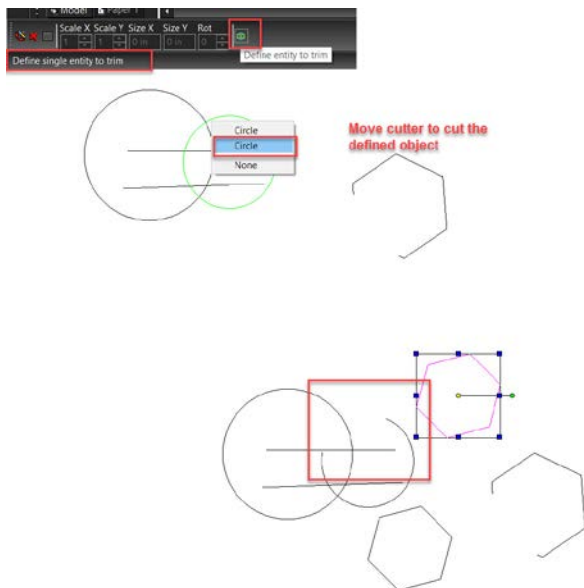 Model Paper 1
Scale X Scale Y Size X Size Y Rot
1 1 0 in 0 in 0
Define entity to trim
Define single entity to trim
Circle
Circle
None
Move cutter to cut the
defined object